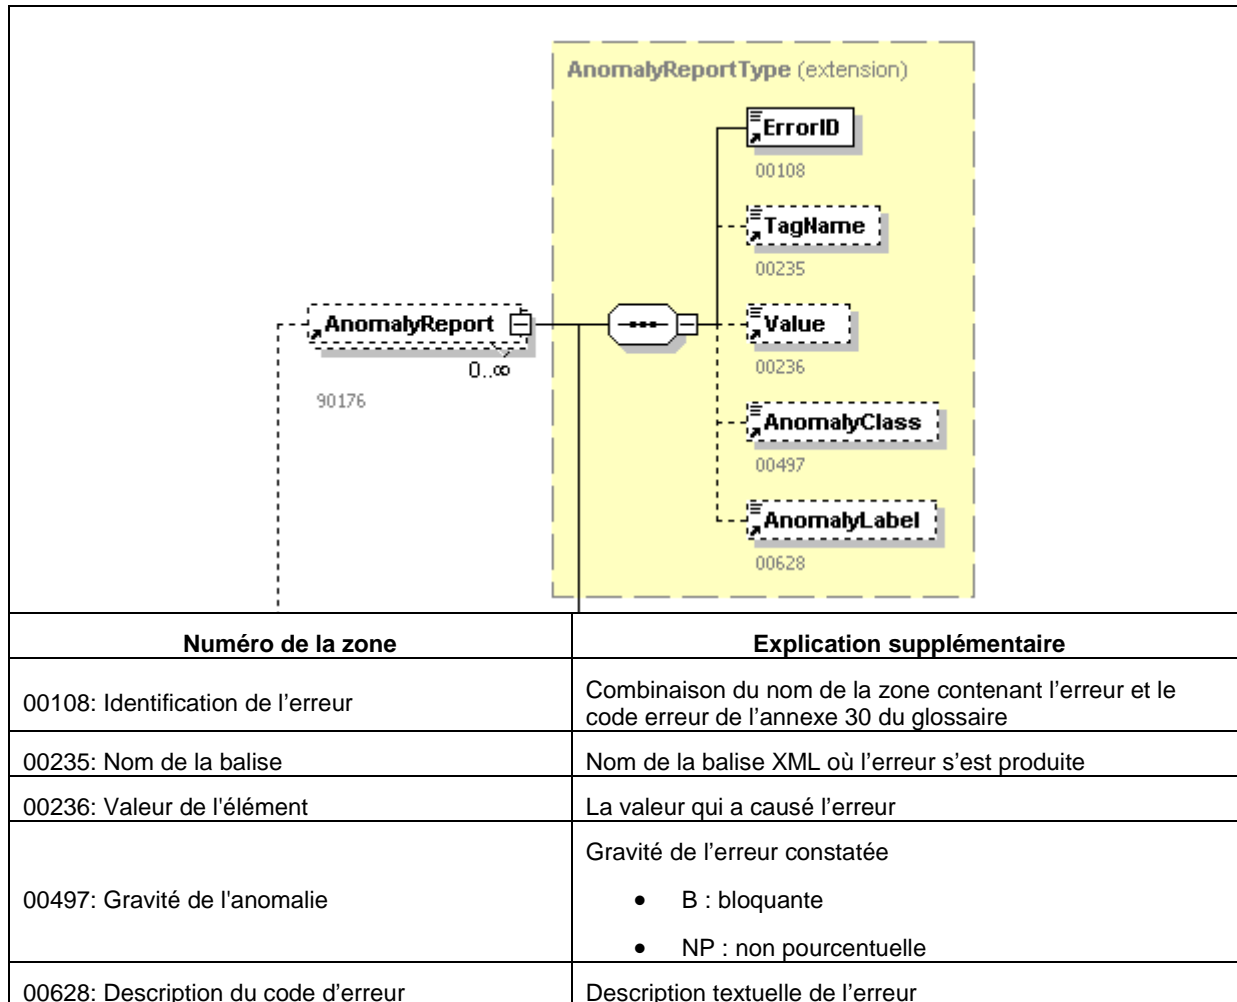 AnomalyReportType (extension)
ErrorID
00108
TagName
00235
AnomalyReport
0..∞
90176
Value
00236
AnomalyClass
00497
AnomalyLabel
00628
Numéro de la zone
Explication supplémentaire
00108: Identification de l’erreur
Combinaison du nom de la zone contenant l’erreur et le
code erreur de l’annexe 30 du glossaire
00235: Nom de la balise
Nom de la balise XML où l’erreur s’est produite
00236: Valeur de l'élément
La valeur qui a causé l’erreur
00497: Gravité de l'anomalie
Gravité de l’erreur constatée
• B : bloquante
• NP : non pourcentuelle
00628: Description du code d'erreur
Description textuelle de l’erreur